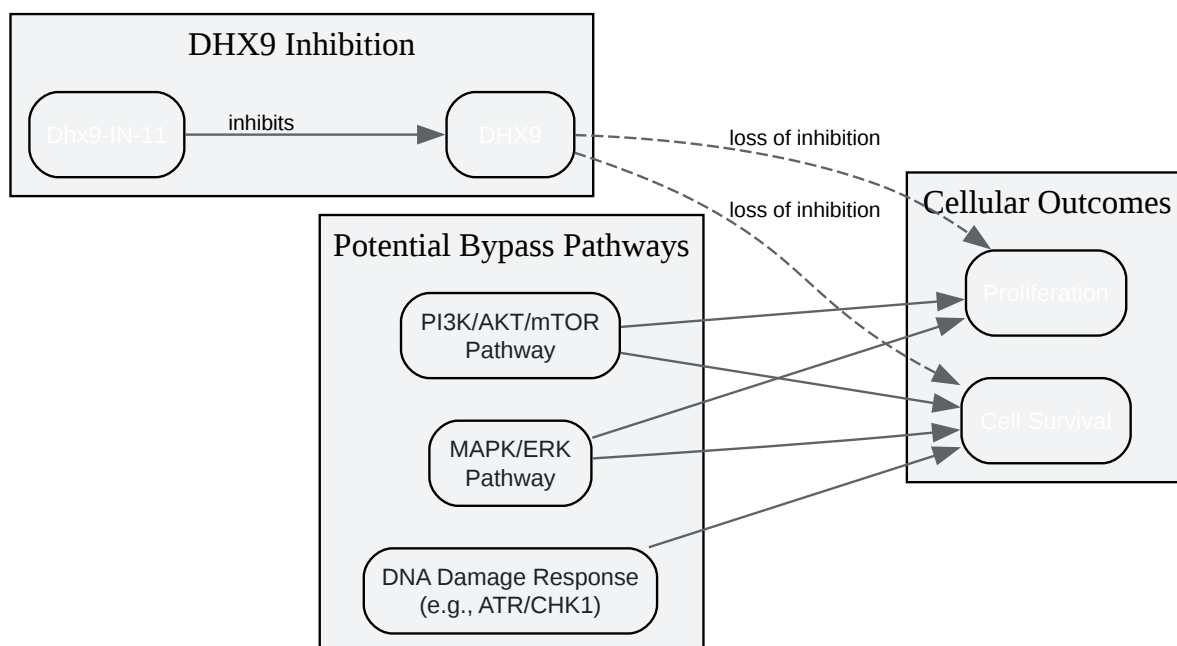 DHX9 Inhibition
Dhx9-IN-11
inhibits
DHX9
loss of inhibition
loss of inhibition
Potential Bypass Pathways
PI3K/AKT/mTOR
Pathway
MAPK/ERK
Pathway
DNA Damage Response
(e.g., ATR/CHK1)
Cellular Outcomes
Proliferation
Cell Survival